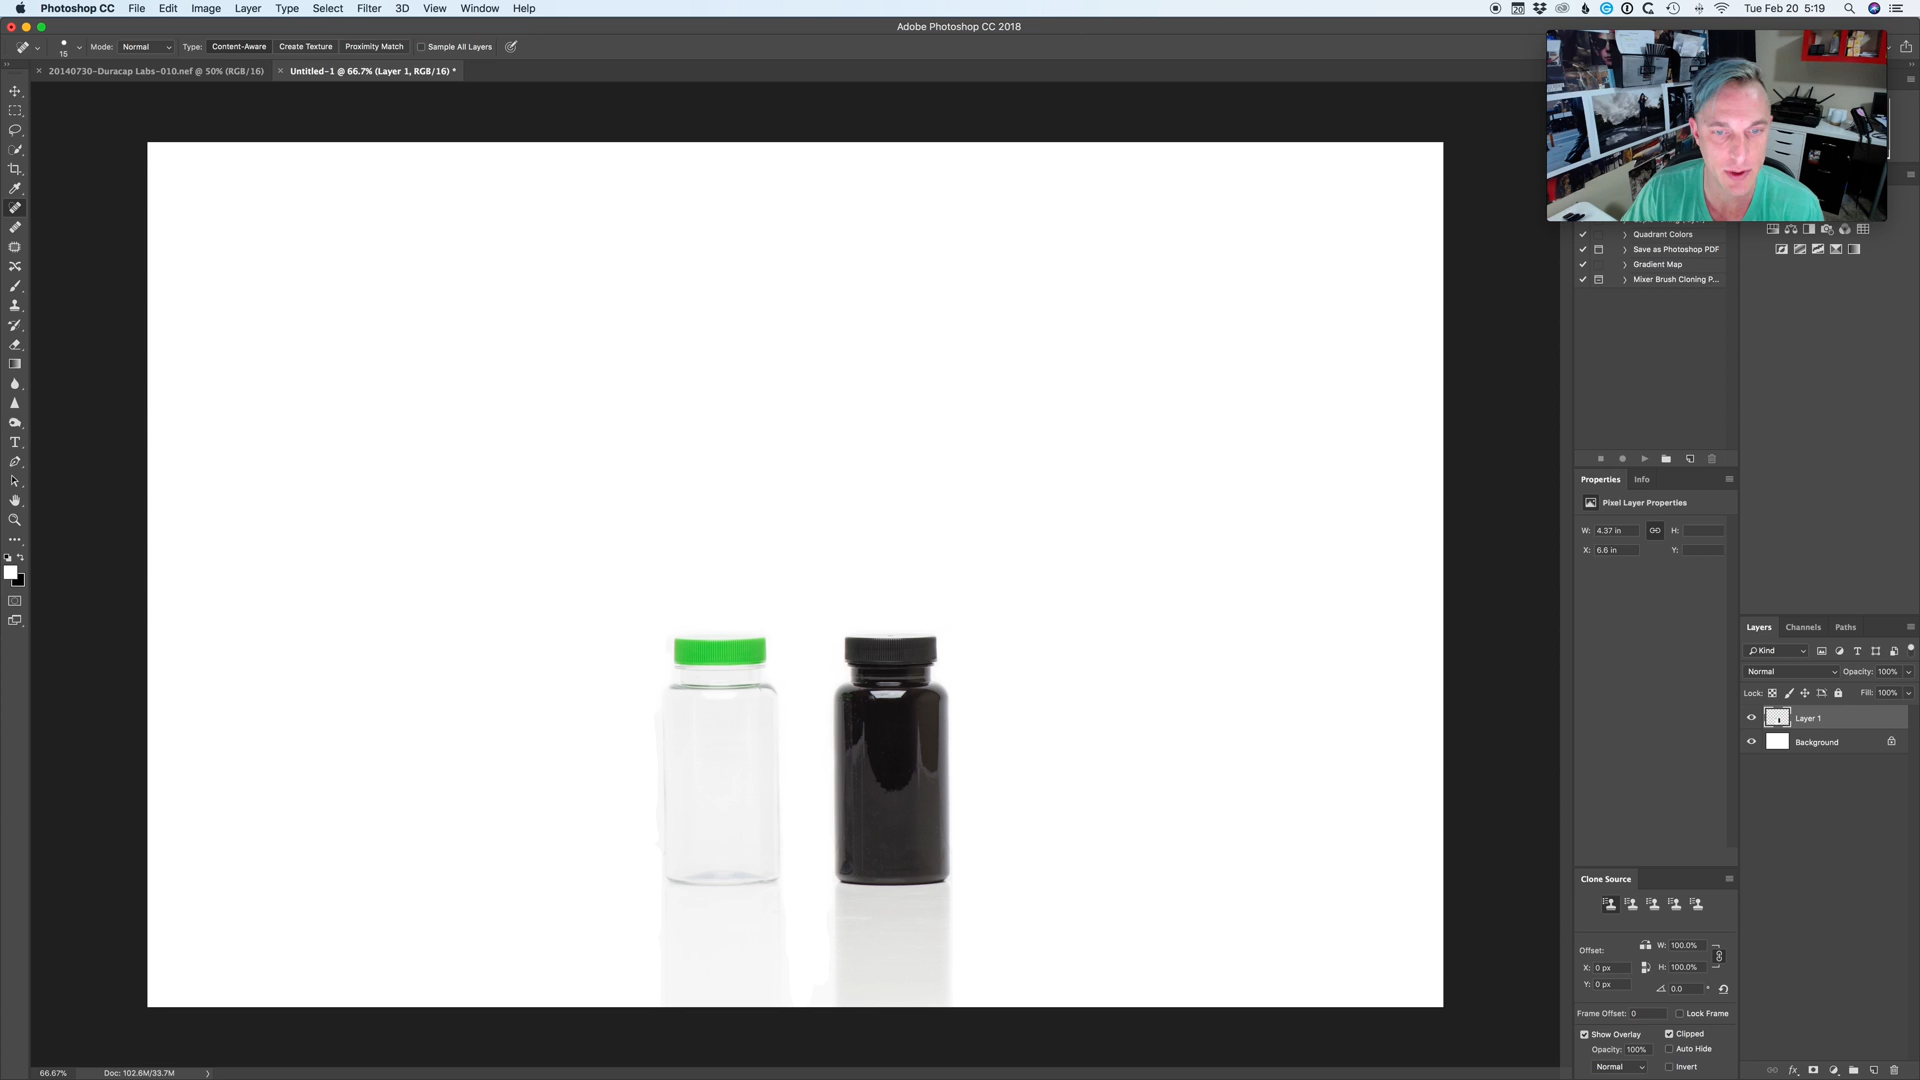 Photoshop CC File Edit Image Layer Type Select Filter 3D View Window Help
20 Tue Feb 20 5:19
Adobe Photoshop CC 2018
15 Mode: Normal Type: Content-Aware Create Texture Proximity Match Sample All Layers
20140730-Duracap Labs-010.nef @ 50% (RGB/16) Untitled-1 @ 66.7% (Layer 1, RGB/16) *
Quadrant Colors
Save as Photoshop PDF
Gradient Map
Mixer Brush Cloning P...
Properties Info
Pixel Layer Properties
W: 4.37 in H:
X: 6.6 in Y:
Layers Channels Paths
Kind
Normal Opacity: 100%
Lock: Fill: 100%
Layer 1
Background
Clone Source
Offset: W: 100.0%
X: 0 px H: 100.0%
Y: 0 px 0.0 °
Frame Offset: 0 Lock Frame
Show Overlay Clipped
Opacity: 100% Auto Hide
Normal Invert
66.67% Doc: 102.6M/33.7M